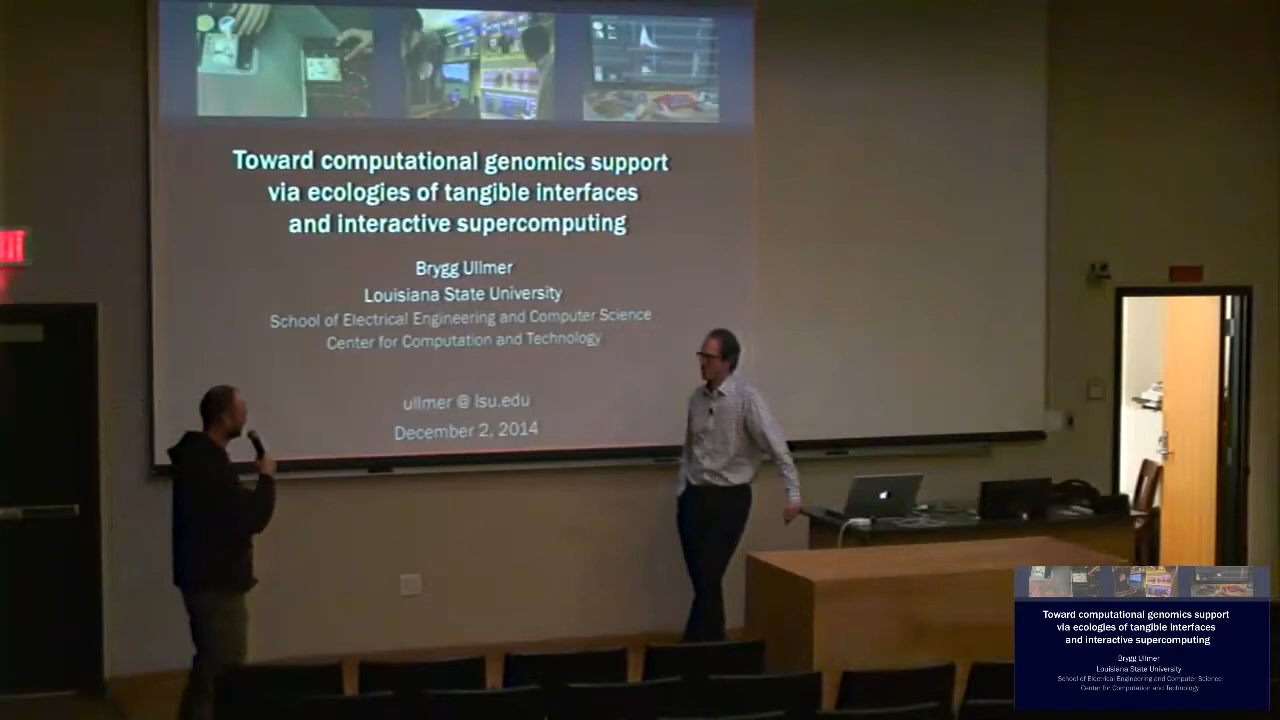 Toward computational genomics support
via ecologies of tangible interfaces
and interactive supercomputing
Brygg Ullmer
Louisiana State University
School of Electrical Engineering and Computer Science
Center for Computation and Technology
ullmer @ lsu.edu
December 2, 2014
Toward computational genomics support
via ecologies of tangible interfaces
and interactive supercomputing
Brygg Ullmer
Louisiana State University
School of Electrical Engineering and Computer Science
Center for Computation and Technology